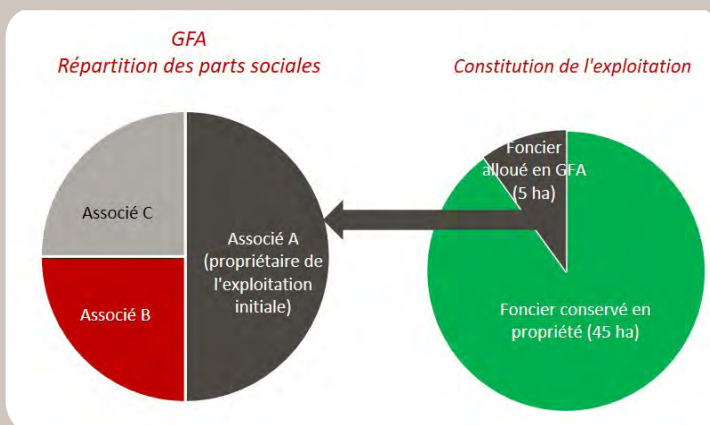 GFA
Répartition des parts sociales
Constitution de l'exploitation
Associé C
Associé B
Associé A
(propriétaire de
l'exploitation
initiale)
Foncier
alloué en GFA
(5 ha)
Foncier conservé en
propriété (45 ha)